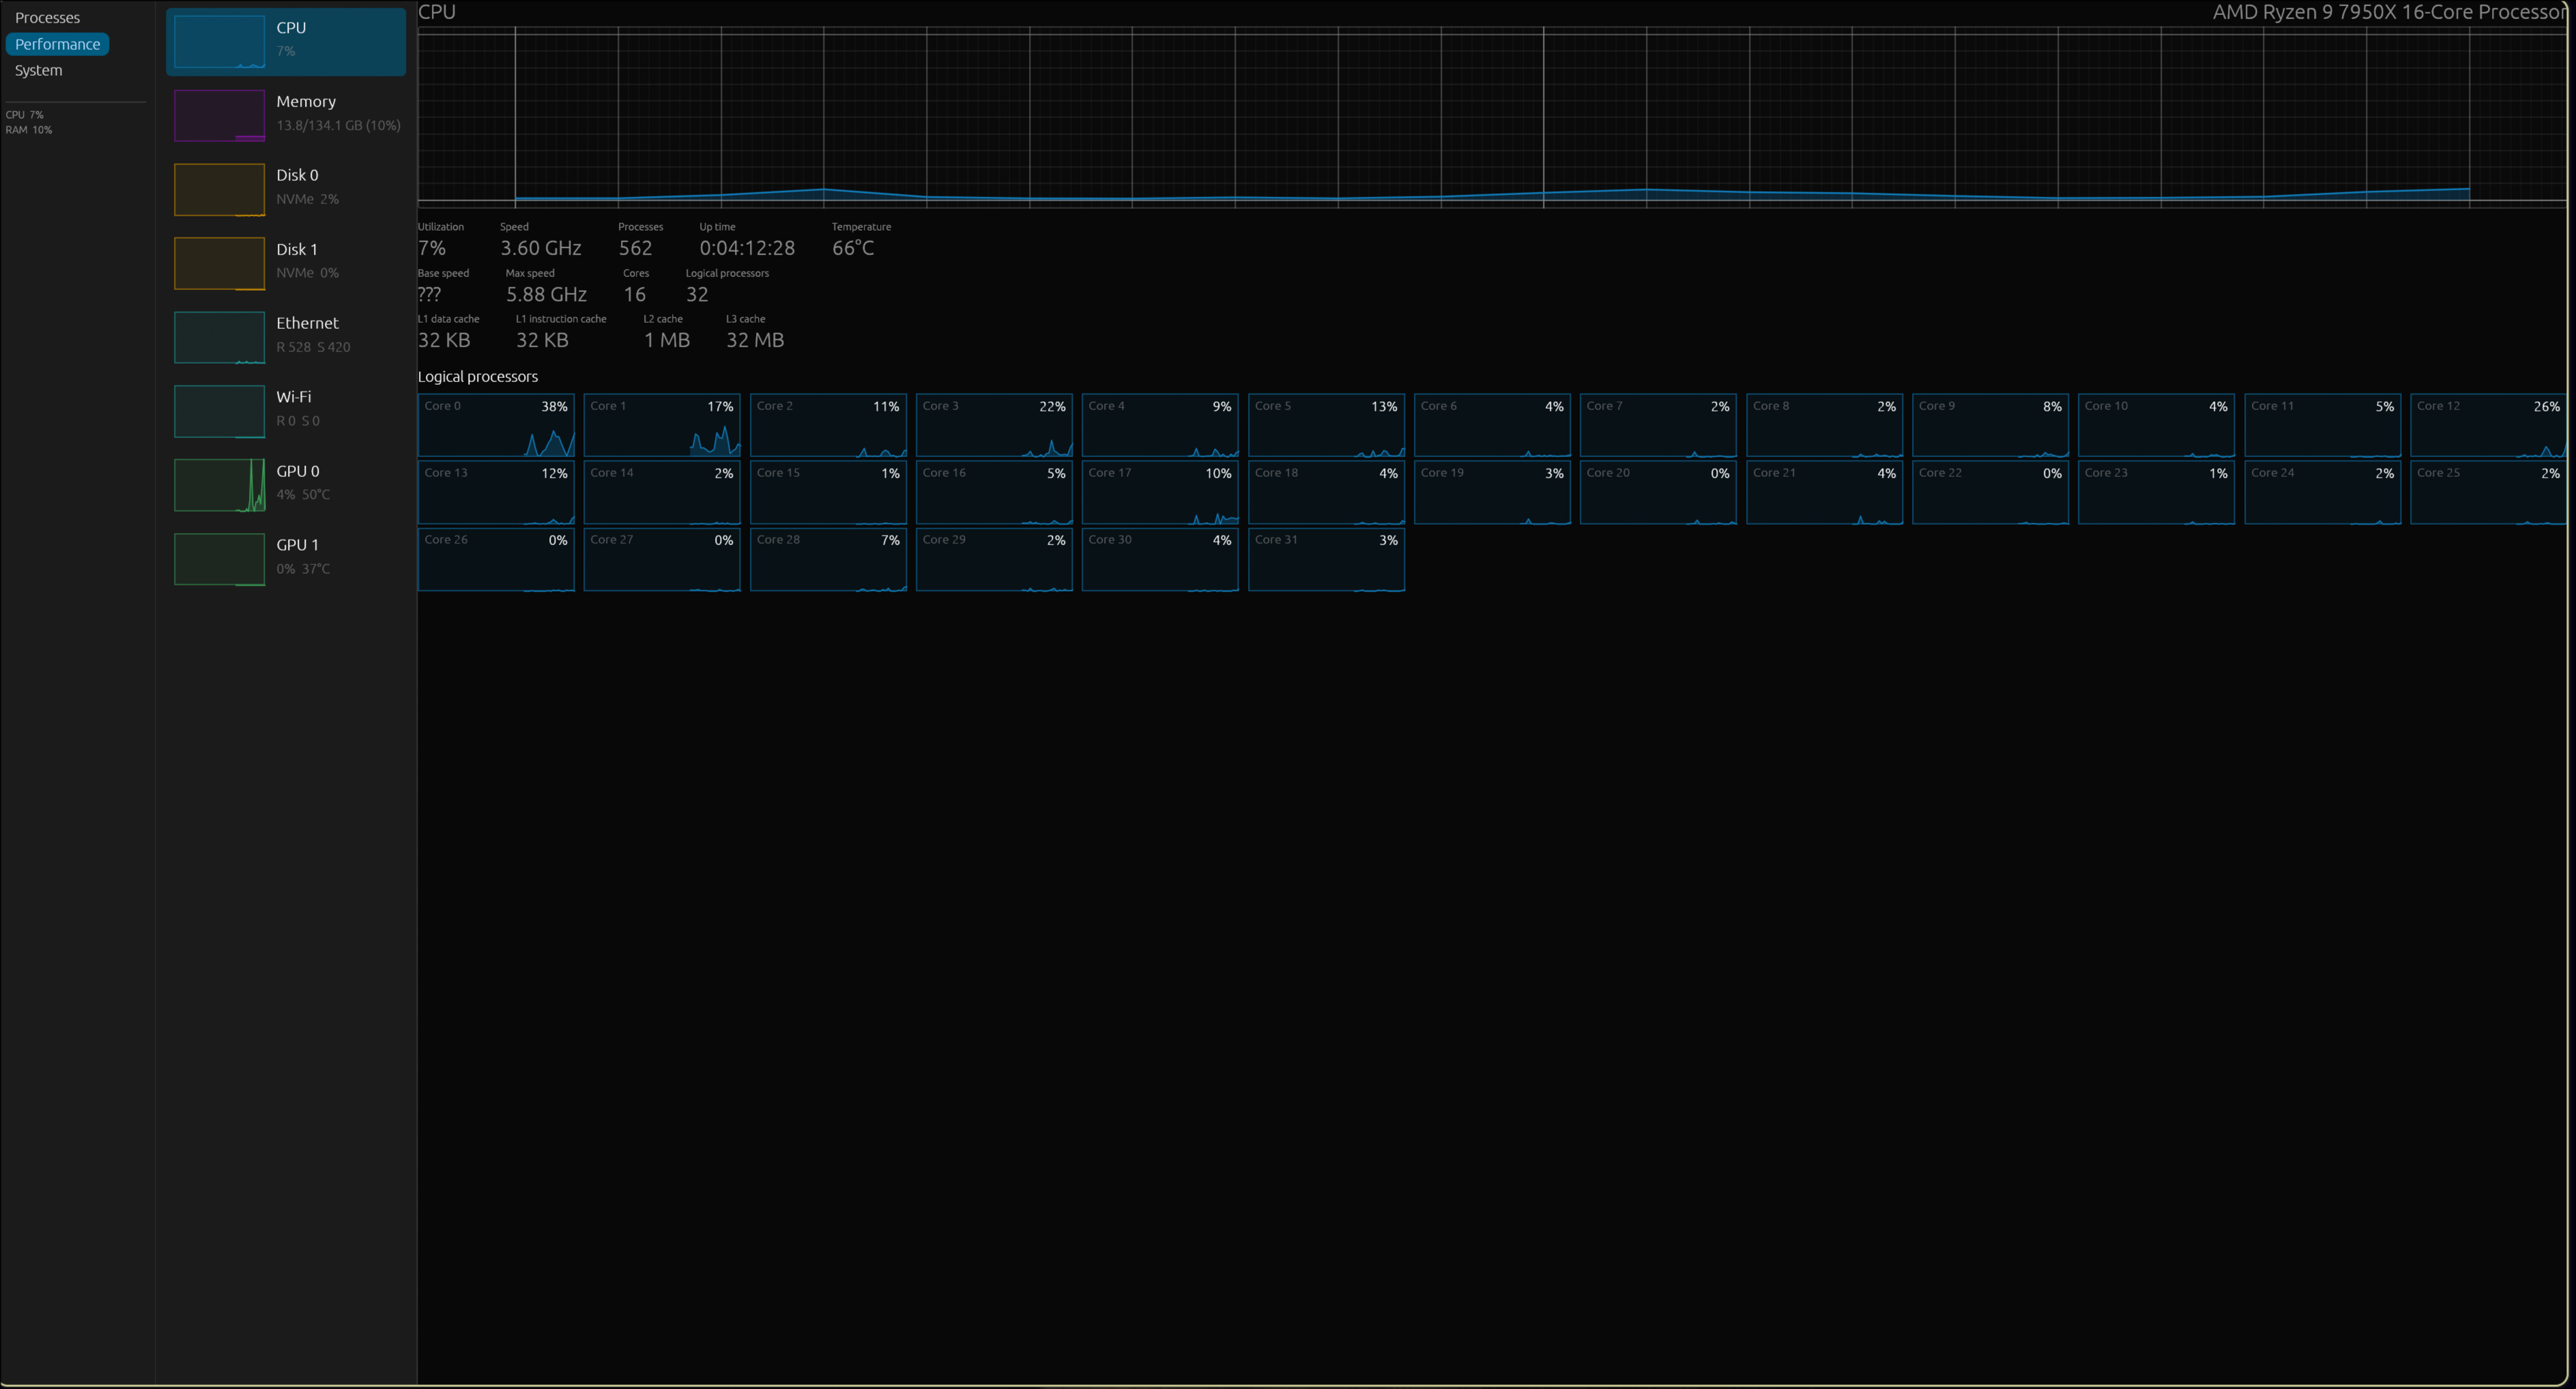 Processes
Performance
System
CPU 7%
RAM 10%
CPU
7%
Memory
13.8/134.1 GB (10%)
Disk 0
NVMe 2%
Disk 1
NVMe 0%
Ethernet
R 528 S 420
Wi-Fi
R 0 S 0
GPU 0
4% 50°C
GPU 1
0% 37°C
CPU AMD Ryzen 9 7950X 16-Core Processor
Utilization Speed Processes Up time Temperature
7% 3.60 GHz 562 0:04:12:28 66°C
Base speed Max speed Cores Logical processors
??? 5.88 GHz 16 32
L1 data cache L1 instruction cache L2 cache L3 cache
32 KB 32 KB 1 MB 32 MB
Logical processors
Core 0 38% Core 1 17% Core 2 11% Core 3 22% Core 4 9% Core 5 13% Core 6 4% Core 7 2% Core 8 2% Core 9 8% Core 10 4% Core 11 5% Core 12 26%
Core 13 12% Core 14 2% Core 15 1% Core 16 5% Core 17 10% Core 18 4% Core 19 3% Core 20 0% Core 21 4% Core 22 0% Core 23 1% Core 24 2% Core 25 2%
Core 26 0% Core 27 0% Core 28 7% Core 29 2% Core 30 4% Core 31 3%